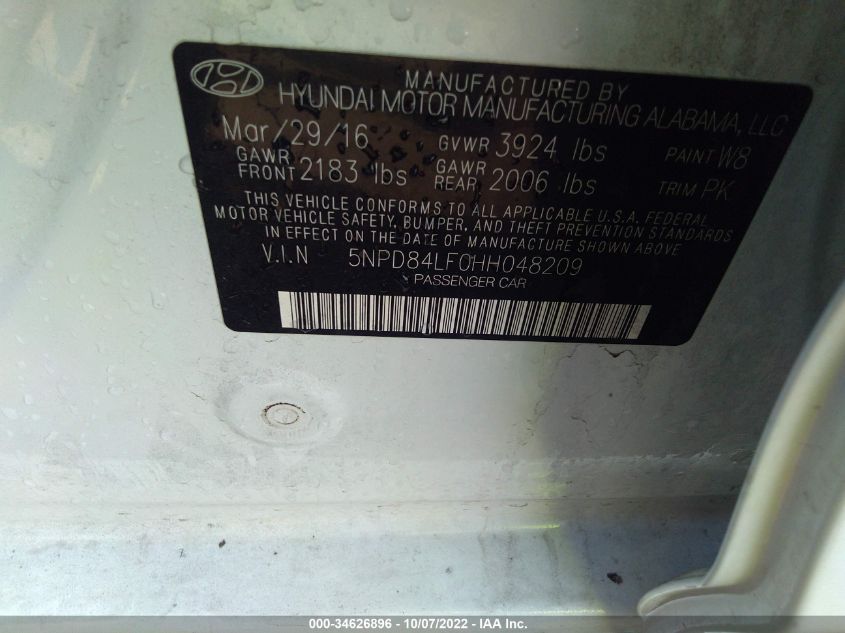 MANUFACTURED BY
HYUNDAI MOTOR MANUFACTURING ALABAMA, LLC
Mar/29/16 GVWR 3924 lbs PAINT W8
GAWR FRONT 2183 lbs GAWR REAR 2006 lbs TRIM PK
THIS VEHICLE CONFORMS TO ALL APPLICABLE U.S.A. FEDERAL
MOTOR VEHICLE SAFETY, BUMPER, AND THEFT PREVENTION STANDARDS
IN EFFECT ON THE DATE OF MANUFACTURE SHOWN ABOVE.
V.I.N 5NPD84LF0HH048209
PASSENGER CAR
000-34626896 - 10/07/2022 - IAA Inc.